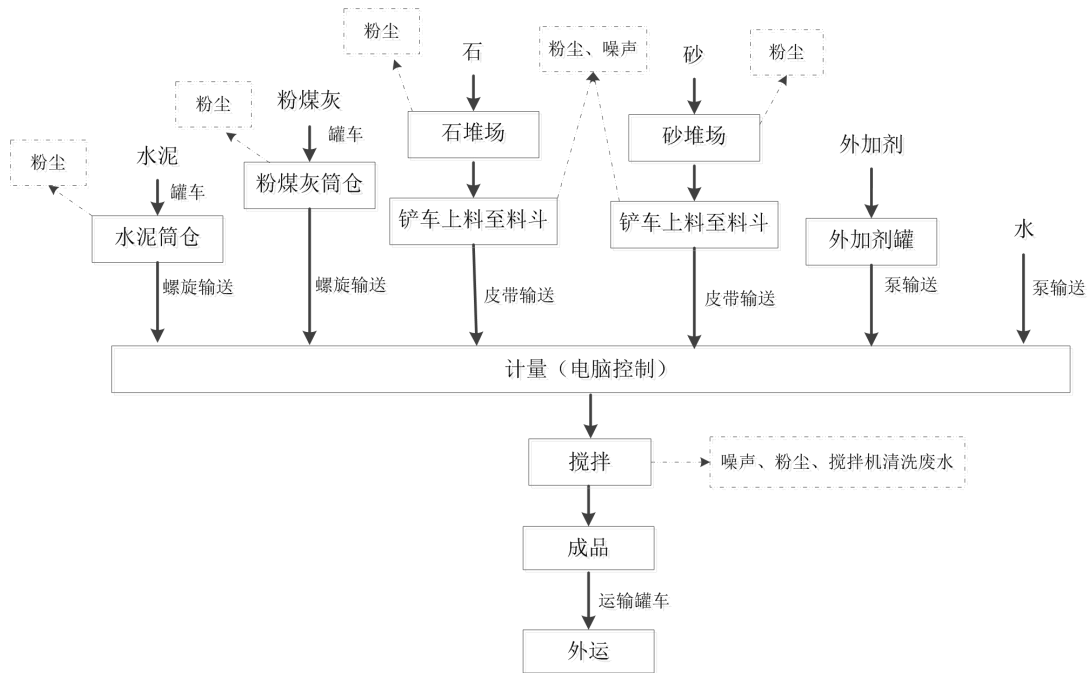 粉尘
石
粉尘、噪声
砂
粉尘
粉尘
粉煤灰
罐车
石堆场
砂堆场
外加剂
粉尘
水泥
罐车
粉煤灰筒仓
铲车上料至料斗
铲车上料至料斗
水泥筒仓
外加剂罐
水
螺旋输送
螺旋输送
皮带输送
皮带输送
泵输送
泵输送
计量（电脑控制）
搅拌
噪声、粉尘、搅拌机清洗废水
成品
运输罐车
外运